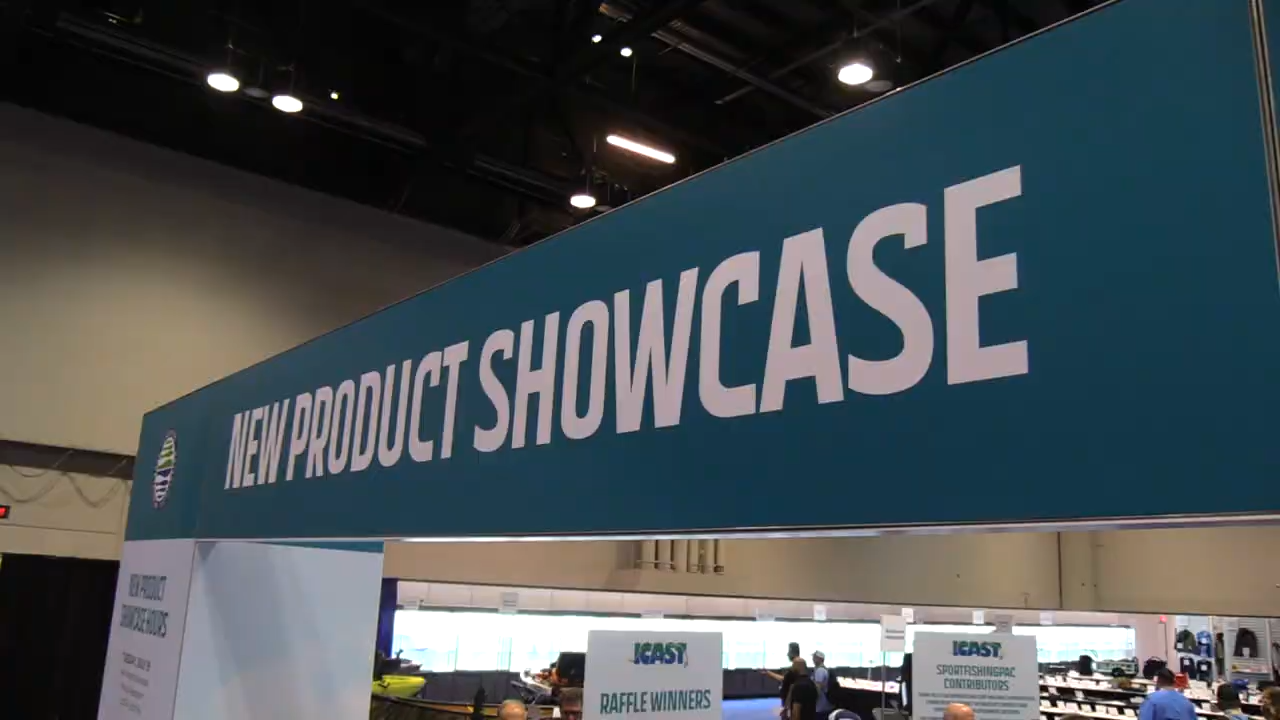 NEW PRODUCT SHOWCASE
NEW PRODUCT
SHOWCASE HOURS
ICAST
RAFFLE WINNERS
ICAST
SPORTFISHINGPAC
CONTRIBUTORS